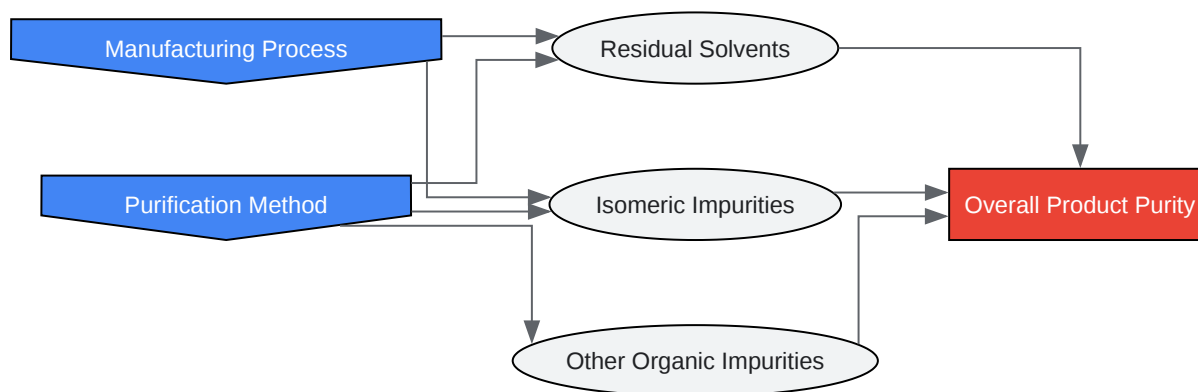 Manufacturing Process
Residual Solvents
Purification Method
Isomeric Impurities
Overall Product Purity
Other Organic Impurities